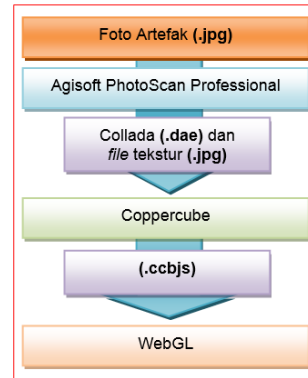 Foto Artefak (.jpg)
Agisoft PhotoScan Professional
Collada (.dae) dan
file tekstur (.jpg)
Coppercube
(.ccbjs)
WebGL